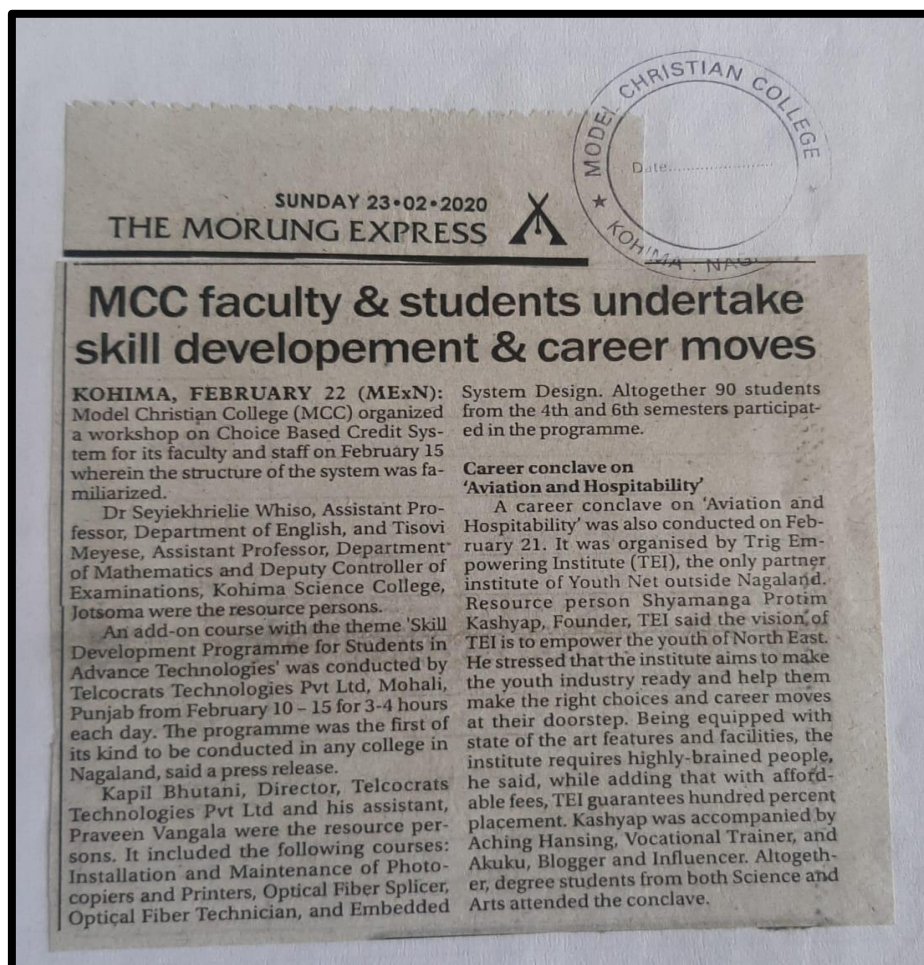 MODEL CHRISTIAN COLLEGE
Date........................
KOHIMA . NAG
SUNDAY 23•02•2020
THE MORUNG EXPRESS
MCC faculty & students undertake
skill developement & career moves
KOHIMA, FEBRUARY 22 (MExN):
Model Christian College (MCC) organized
a workshop on Choice Based Credit Sys-
tem for its faculty and staff on February 15
wherein the structure of the system was fa-
miliarized.
Dr Seyiekhrielie Whiso, Assistant Pro-
fessor, Department of English, and Tisovi
Meyese, Assistant Professor, Department
of Mathematics and Deputy Controller of
Examinations, Kohima Science College,
Jotsoma were the resource persons.
An add-on course with the theme 'Skill
Development Programme for Students in
Advance Technologies' was conducted by
Telcocrats Technologies Pvt Ltd, Mohali,
Punjab from February 10 – 15 for 3-4 hours
each day. The programme was the first of
its kind to be conducted in any college in
Nagaland, said a press release.
Kapil Bhutani, Director, Telcocrats
Technologies Pvt Ltd and his assistant,
Praveen Vangala were the resource per-
sons. It included the following courses:
Installation and Maintenance of Photo-
copiers and Printers, Optical Fiber Splicer,
Optical Fiber Technician, and Embedded
System Design. Altogether 90 students
from the 4th and 6th semesters participat-
ed in the programme.
Career conclave on
'Aviation and Hospitability'
A career conclave on 'Aviation and
Hospitability' was also conducted on Feb-
ruary 21. It was organised by Trig Em-
powering Institute (TEI), the only partner
institute of Youth Net outside Nagaland.
Resource person Shyamanga Protim
Kashyap, Founder, TEI said the vision of
TEI is to empower the youth of North East.
He stressed that the institute aims to make
the youth industry ready and help them
make the right choices and career moves
at their doorstep. Being equipped with
state of the art features and facilities, the
institute requires highly-brained people,
he said, while adding that with afford-
able fees, TEI guarantees hundred percent
placement. Kashyap was accompanied by
Aching Hansing, Vocational Trainer, and
Akuku, Blogger and Influencer. Altogeth-
er, degree students from both Science and
Arts attended the conclave.